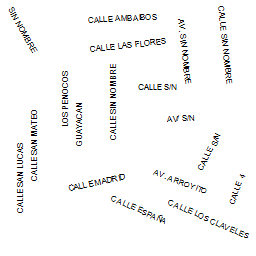 SIN NOMBRE
CALLE AMBAIBOS
CALLE LAS FLORES
AV. SIN NOMBRE
CALLE SIN NOMBRE
LOS PENOCOS
GUAYACAN
CALLE SIN NOMBRE
CALLE S/N
AV/ S/N
CALLE SAN LUCAS
CALLE SAN MATEO
CALLE S/N
CALLE MADRID
AV. ARROYITO
CALLE 4
CALLE ESPAÑA
CALLE LOS CLAVELES